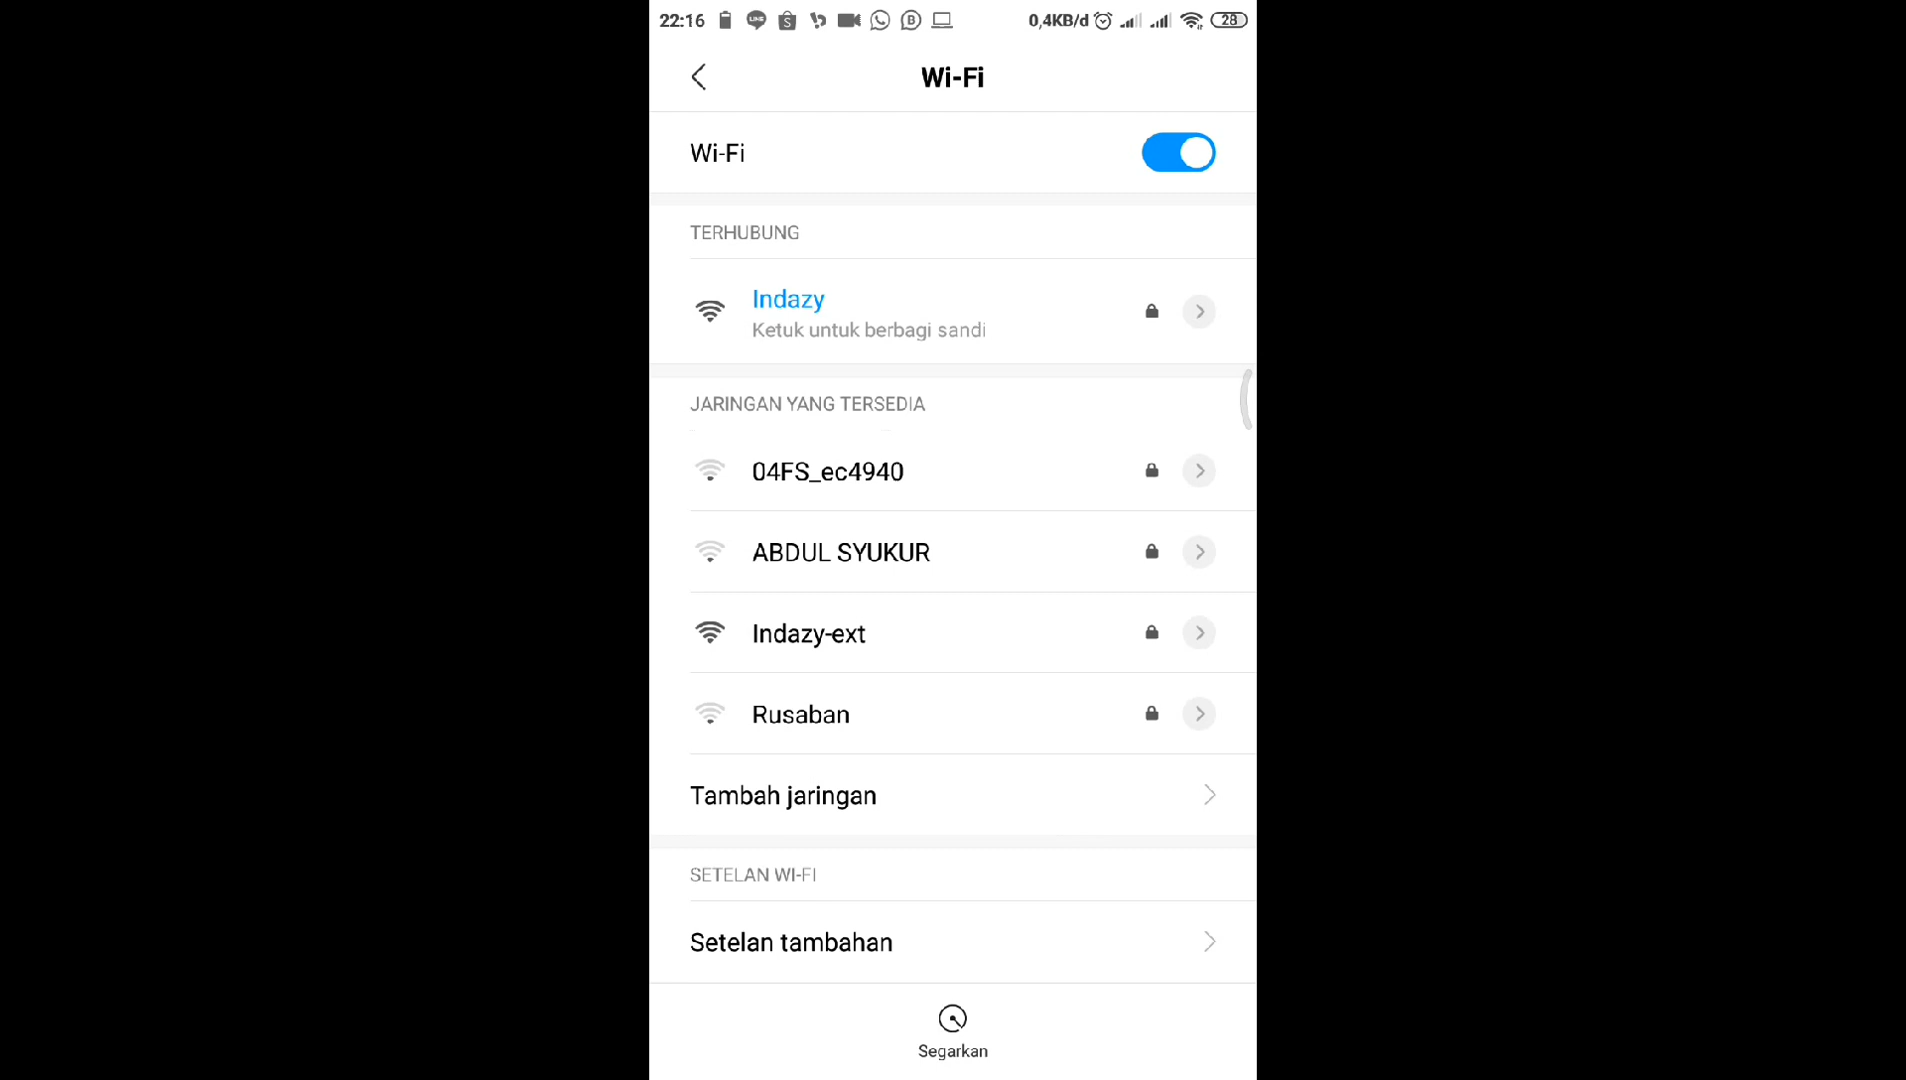 22:16 0,4KB/d 28
Wi-Fi
Wi-Fi
TERHUBUNG
Indazy
Ketuk untuk berbagi sandi
JARINGAN YANG TERSEDIA
04FS_ec4940
ABDUL SYUKUR
Indazy-ext
Rusaban
Tambah jaringan
SETELAN WI-FI
Setelan tambahan
Segarkan